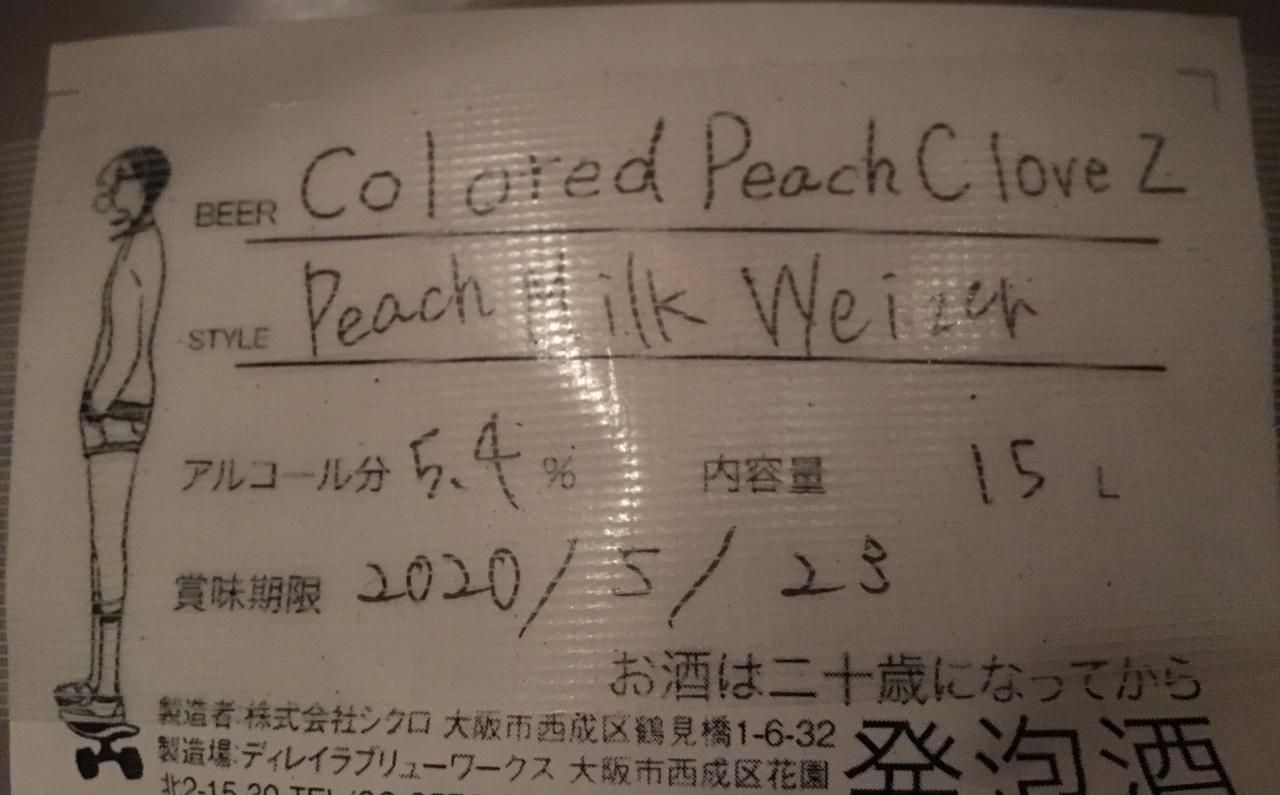 BEER Colored Peach Clove Z
STYLE Peach Milk Weizen
アルコール分 5.4 % 内容量 15 L
賞味期限 2020/5/23
お酒は二十歳になってから
製造者:株式会社シクロ 大阪市西成区鶴見橋1-6-32
製造場:ディレイラブリューワークス 大阪市西成区花園
北2-15-20 TEL
発泡酒